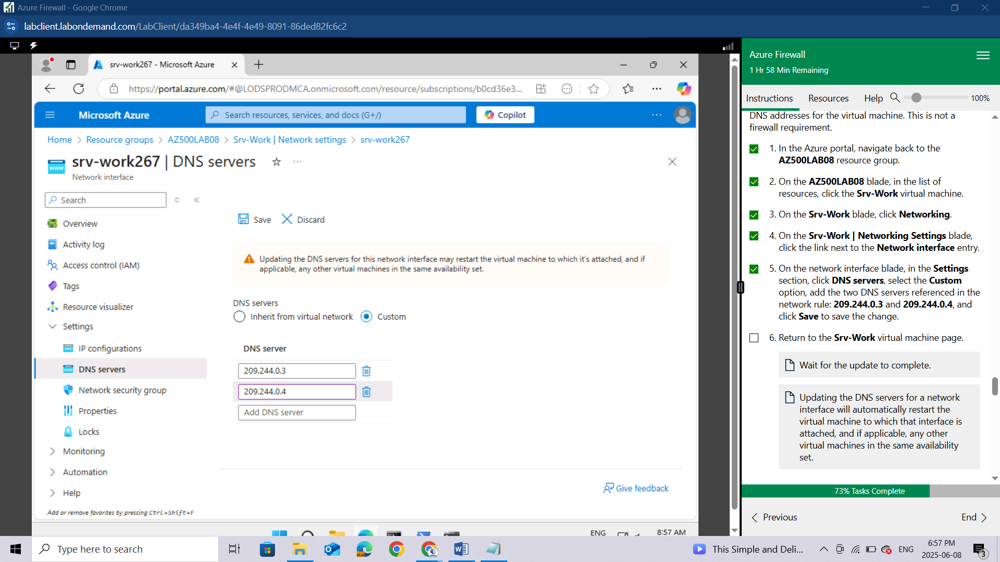 Azure Firewall - Google Chrome
labclient.labondemand.com/LabClient/da349ba4-4e4f-4e49-8091-86ded82fc6c2
srv-work267 - Microsoft Azure
https://portal.azure.com/#@LODSPRODMCA.onmicrosoft.com/resource/subscriptions/b0cd36e3...
Microsoft Azure
Search resources, services, and docs (G+/)
Copilot
Home > Resource groups > AZ500LAB08 > Srv-Work | Network settings > srv-work267
www
srv-work267 | DNS servers
Network interface
Search
Overview
Activity log
Access control (IAM)
Tags
Resource visualizer
Settings
IP configurations
DNS servers
Network security group
Properties
Locks
Monitoring
Automation
Help
Add or remove favorites by pressing Ctrl+Shift+F
Save
Discard
Updating the DNS servers for this network interface may restart the virtual machine to which it's attached, and if
applicable, any other virtual machines in the same availability set.
DNS servers
Inherit from virtual network
Custom
DNS server
209.244.0.3
209.244.0.4
Add DNS server
Give feedback
ENG
8:57 AM
Azure Firewall
1 Hr 58 Min Remaining
Instructions
Resources
Help
100%
DNS addresses for the virtual machine. This is not a
firewall requirement.
1. In the Azure portal, navigate back to the
AZ500LAB08 resource group.
2. On the AZ500LAB08 blade, in the list of
resources, click the Srv-Work virtual machine.
3. On the Srv-Work blade, click Networking.
4. On the Srv-Work | Networking Settings blade,
click the link next to the Network interface entry.
5. On the network interface blade, in the Settings
section, click DNS servers, select the Custom
option, add the two DNS servers referenced in the
network rule: 209.244.0.3 and 209.244.0.4, and
click Save to save the change.
6. Return to the Srv-Work virtual machine page.
Wait for the update to complete.
Updating the DNS servers for a network
interface will automatically restart the
virtual machine to which that interface is
attached, and if applicable, any other
virtual machines in the same availability
set.
73% Tasks Complete
Previous
End
Type here to search
This Simple and Deli...
ENG
6:57 PM
2025-06-08
3